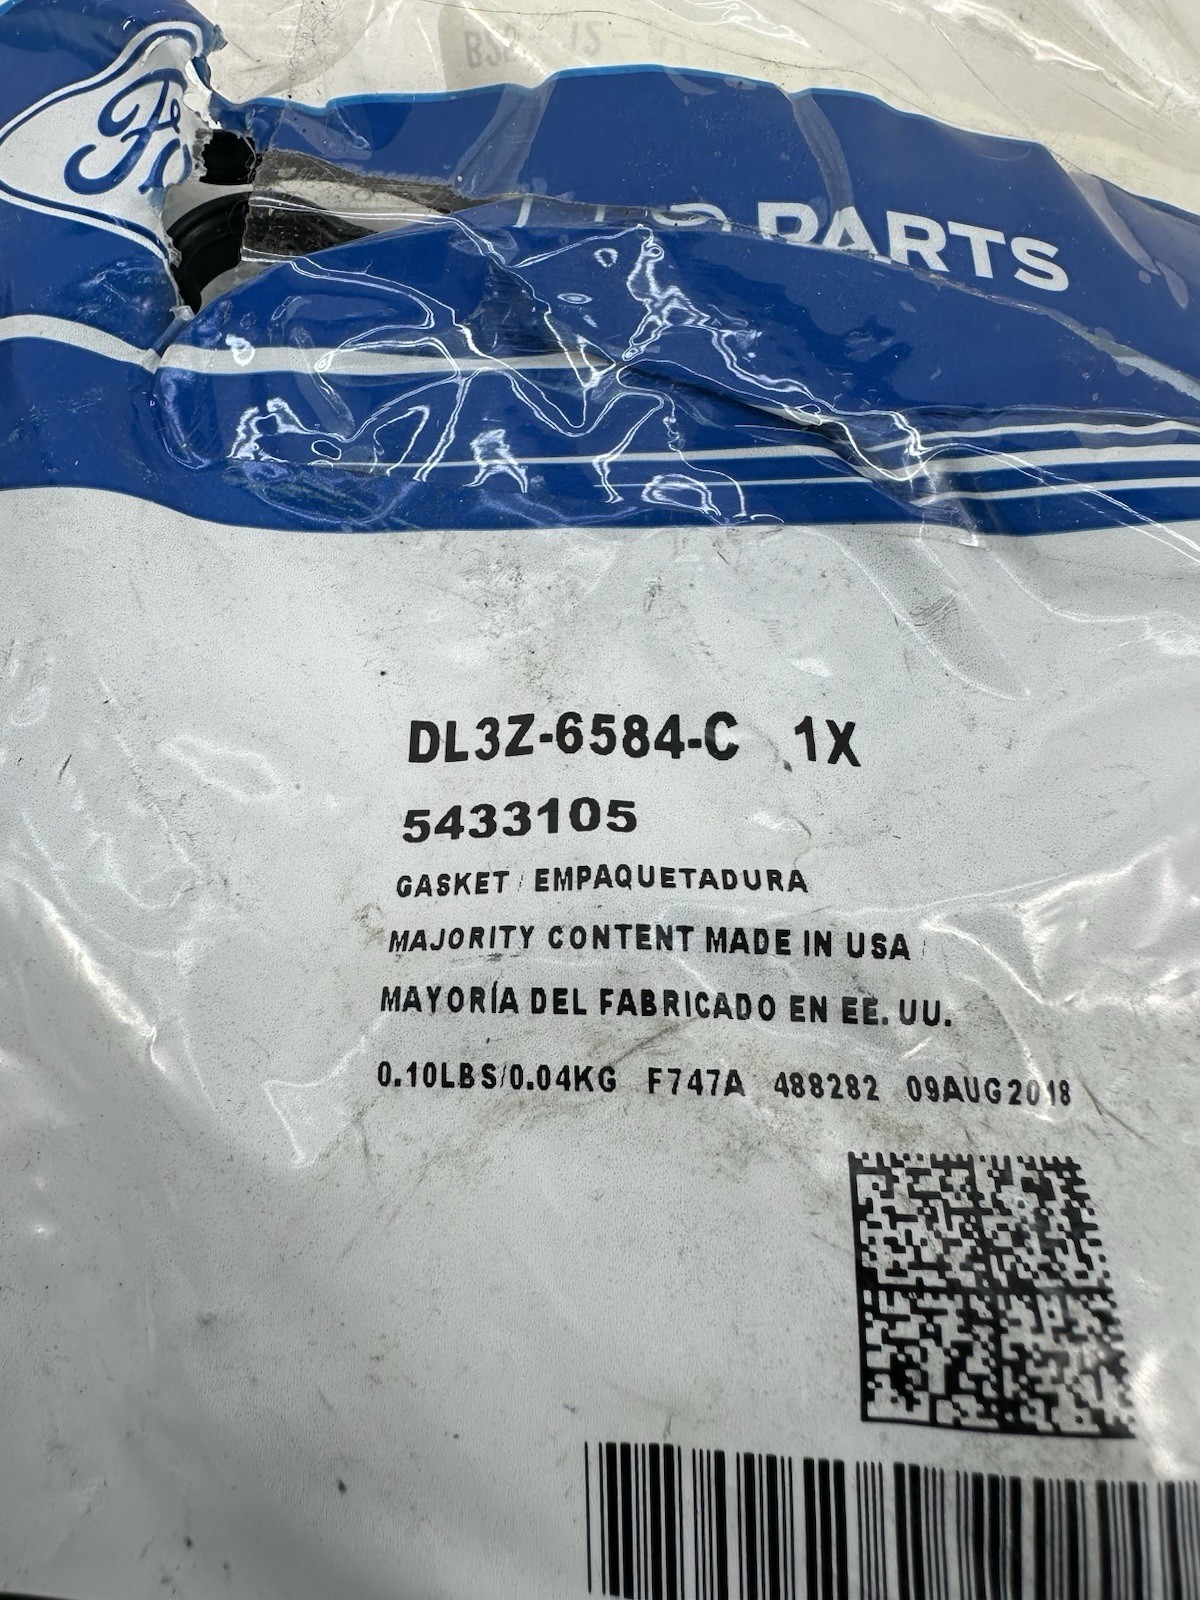 PARTS
DL3Z-6584-C 1X
5433105
GASKET / EMPAQUETADURA
MAJORITY CONTENT MADE IN USA /
MAYORÍA DEL FABRICADO EN EE. UU.
0.10LBS/0.04KG F747A 488282 09AUG2018